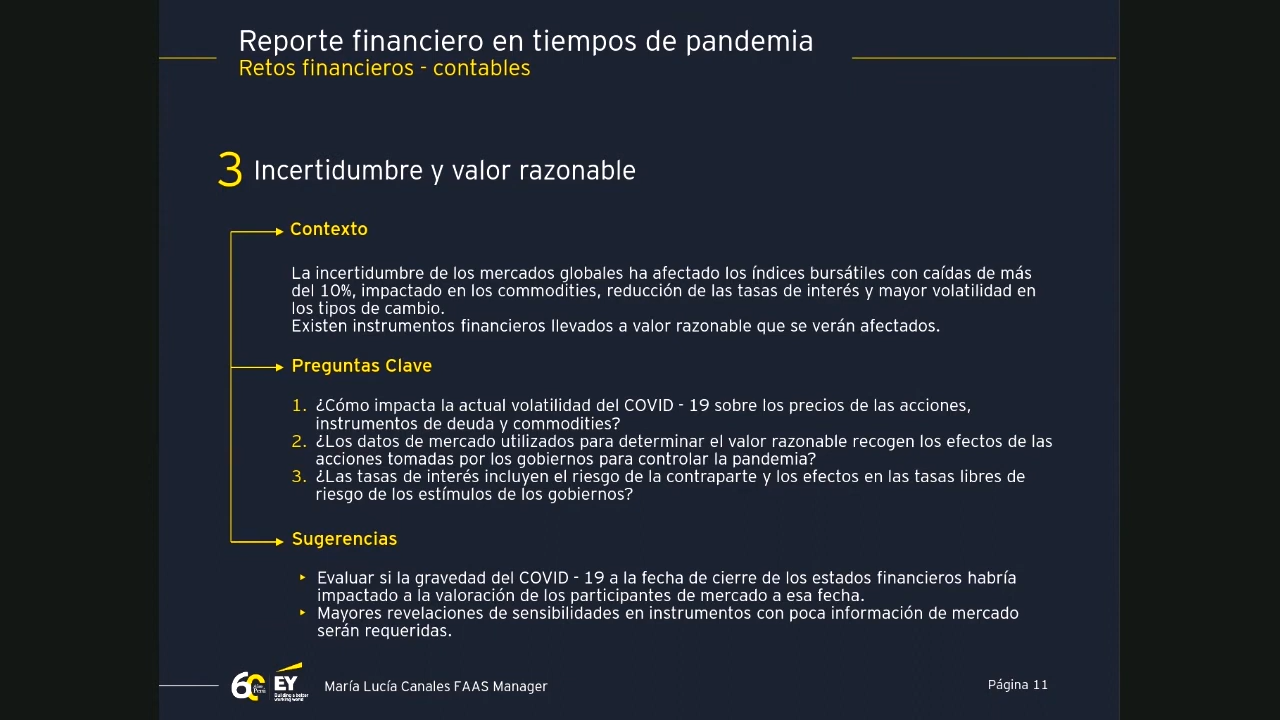 Reporte financiero en tiempos de pandemia
Retos financieros - contables
3 Incertidumbre y valor razonable
Contexto
La incertidumbre de los mercados globales ha afectado los índices bursátiles con caídas de más
del 10%, impactado en los commodities, reducción de las tasas de interés y mayor volatilidad en
los tipos de cambio.
Existen instrumentos financieros llevados a valor razonable que se verán afectados.
Preguntas Clave
1. ¿Cómo impacta la actual volatilidad del COVID - 19 sobre los precios de las acciones,
instrumentos de deuda y commodities?
2. ¿Los datos de mercado utilizados para determinar el valor razonable recogen los efectos de las
acciones tomadas por los gobiernos para controlar la pandemia?
3. ¿Las tasas de interés incluyen el riesgo de la contraparte y los efectos en las tasas libres de
riesgo de los estímulos de los gobiernos?
Sugerencias
‣ Evaluar si la gravedad del COVID - 19 a la fecha de cierre de los estados financieros habría
impactado a la valoración de los participantes de mercado a esa fecha.
‣ Mayores revelaciones de sensibilidades en instrumentos con poca información de mercado
serán requeridas.
60 Años Perú
EY
Building a better
working world
María Lucía Canales FAAS Manager
Página 11